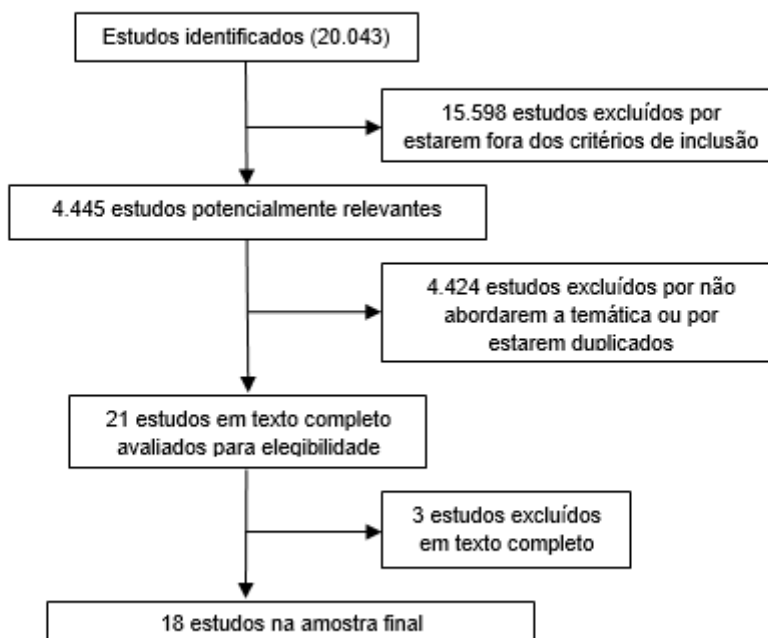 Estudos identificados (20.043)
15.598 estudos excluídos por
estarem fora dos critérios de inclusão
4.445 estudos potencialmente relevantes
4.424 estudos excluídos por não
abordarem a temática ou por
estarem duplicados
21 estudos em texto completo
avaliados para elegibilidade
3 estudos excluídos
em texto completo
18 estudos na amostra final